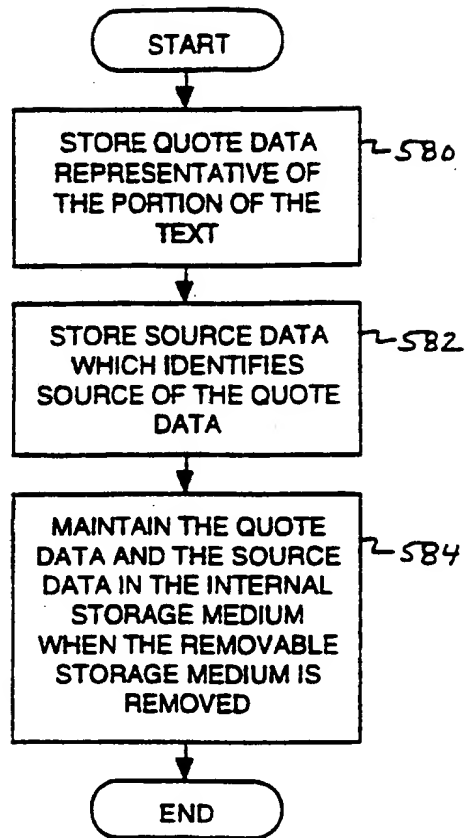 START
STORE QUOTE DATA
REPRESENTATIVE OF
THE PORTION OF THE
TEXT
580
STORE SOURCE DATA
WHICH IDENTIFIES
SOURCE OF THE QUOTE
DATA
582
MAINTAIN THE QUOTE
DATA AND THE SOURCE
DATA IN THE INTERNAL
STORAGE MEDIUM
WHEN THE REMOVABLE
STORAGE MEDIUM IS
REMOVED
584
END